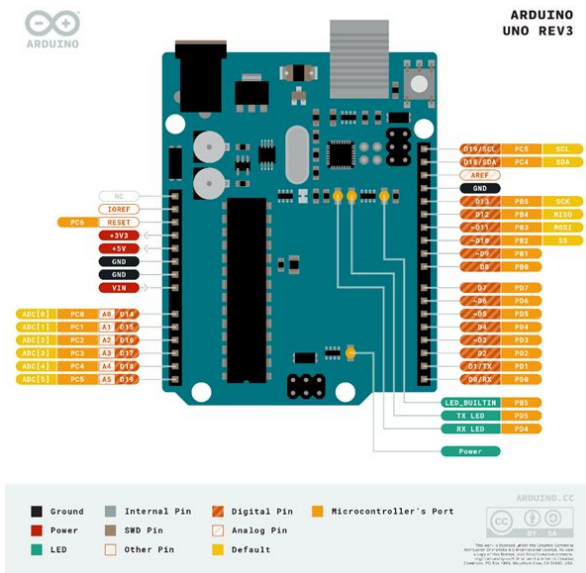 ARDUINO
ARDUINO
UNO REV3
NC
IOREF
PC6 RESET
+3V3
+5V
GND
GND
VIN
ADC[0] PC0 A0 D14
ADC[1] PC1 A1 D15
ADC[2] PC2 A2 D16
ADC[3] PC3 A3 D17
ADC[4] PC4 A4 D18
ADC[5] PC5 A5 D19
D19/SCL PC5 SCL
D18/SDA PC4 SDA
AREF
GND
D13 PB5 SCK
D12 PB4 MISO
~D11 PB3 MOSI
~D10 PB2 SS
~D9 PB1
D8 PB0
D7 PD7
~D6 PD6
~D5 PD5
D4 PD4
~D3 PD3
D2 PD2
D1/TX PD1
D0/RX PD0
LED_BUILTIN PB5
TX LED PD5
RX LED PD4
Power
Ground
Power
LED
Internal Pin
SWD Pin
Other Pin
Digital Pin
Analog Pin
Default
Microcontroller's Port
ARDUINO.CC
CC
BY SA